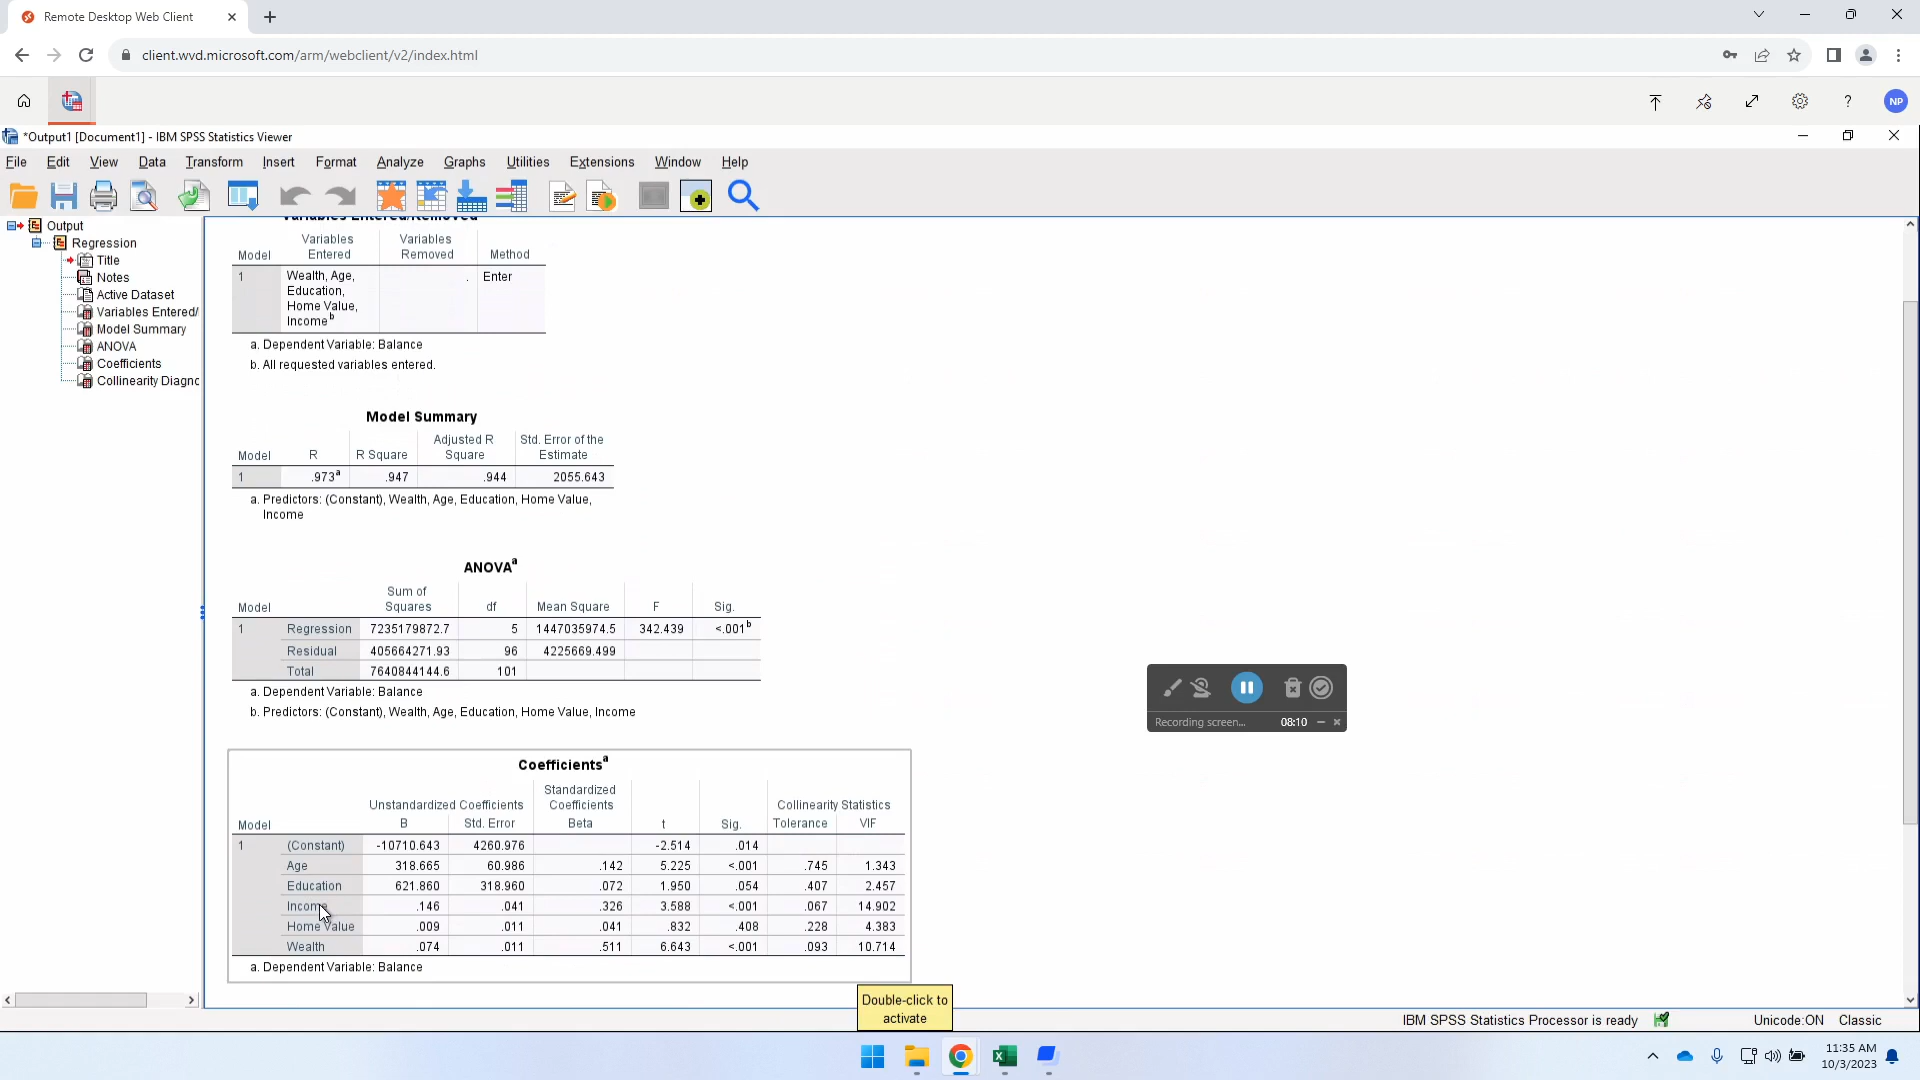 Remote Desktop Web Client
client.wvd.microsoft.com/arm/webclient/v2/index.html
NP
*Output1 [Document1] - IBM SPSS Statistics Viewer
File Edit View Data Transform Insert Format Analyze Graphs Utilities Extensions Window Help
Output
Regression
Title
Notes
Active Dataset
Variables Entered/
Model Summary
ANOVA
Coefficients
Collinearity Diagnc
Variables Entered/Removed
Model Variables Entered Variables Removed Method
1 Wealth, Age, Education, Home Value, Income b . Enter
a. Dependent Variable: Balance
b. All requested variables entered.
Model Summary
Model R R Square Adjusted R Square Std. Error of the Estimate
1 .973a .947 .944 2055.643
a. Predictors: (Constant), Wealth, Age, Education, Home Value,
Income
ANOVAa
Model Sum of Squares df Mean Square F Sig.
1 Regression 7235179872.7 5 1447035974.5 342.439 <.001b
Residual 405664271.93 96 4225669.499
Total 7640844144.6 101
a. Dependent Variable: Balance
b. Predictors: (Constant), Wealth, Age, Education, Home Value, Income
Coefficientsa
Unstandardized Coefficients Standardized Coefficients Collinearity Statistics
Model B Std. Error Beta t Sig. Tolerance VIF
1 (Constant) -10710.643 4260.976 -2.514 .014
Age 318.665 60.986 .142 5.225 <.001 .745 1.343
Education 621.860 318.960 .072 1.950 .054 .407 2.457
Income .146 .041 .326 3.588 <.001 .067 14.902
Home Value .009 .011 .041 .832 .408 .228 4.383
Wealth .074 .011 .511 6.643 <.001 .093 10.714
a. Dependent Variable: Balance
Recording screen... 08:10
Double-click to
activate
IBM SPSS Statistics Processor is ready Unicode:ON Classic
11:35 AM
10/3/2023